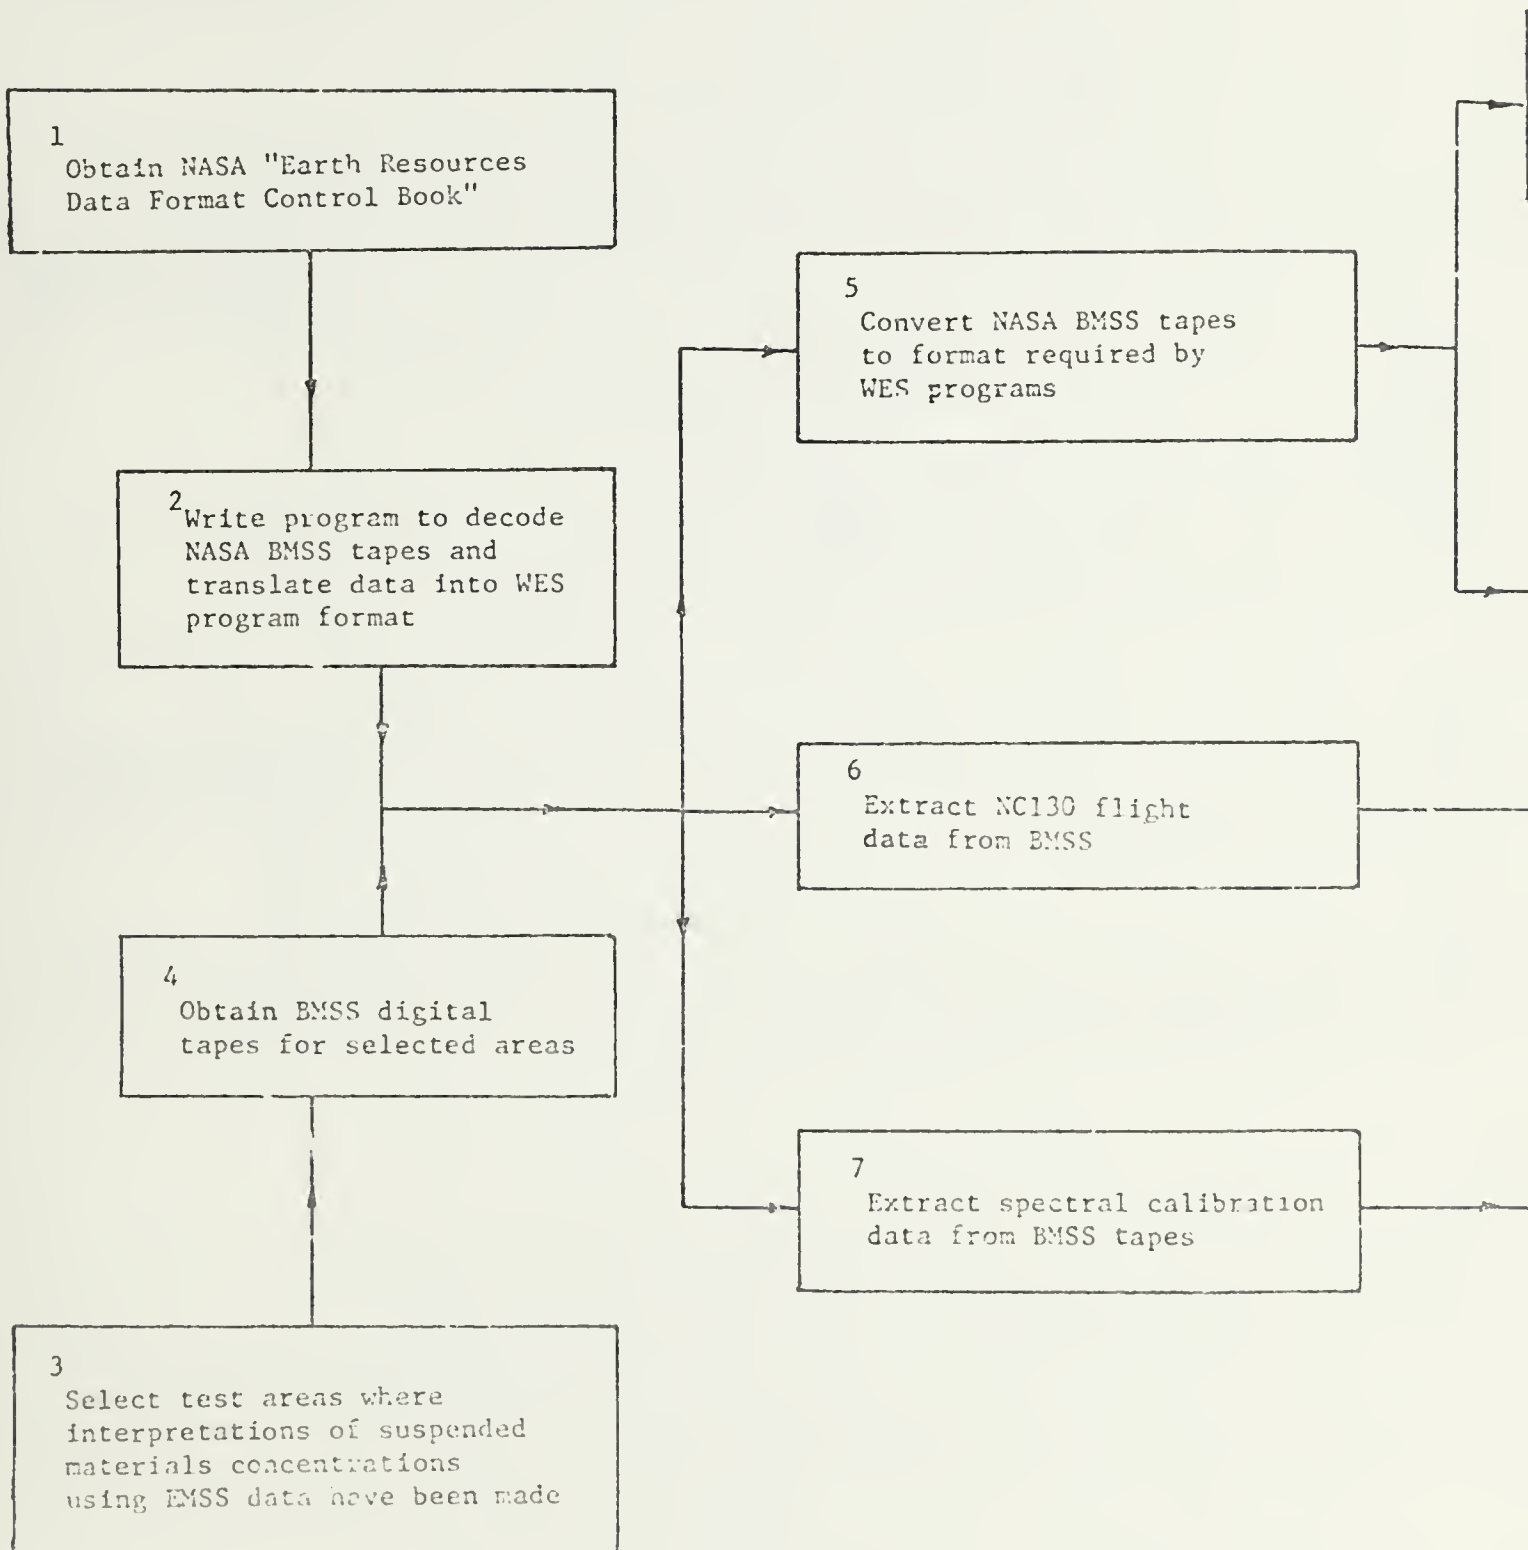 1
Obtain NASA "Earth Resources
Data Format Control Book"
2
Write program to decode
NASA BMSS tapes and
translate data into WES
program format
4
Obtain BMSS digital
tapes for selected areas
3
Select test areas where
interpretations of suspended
materials concentrations
using BMSS data have been made
5
Convert NASA BMSS tapes
to format required by
WES programs
6
Extract NC130 flight
data from BMSS
7
Extract spectral calibration
data from BMSS tapes